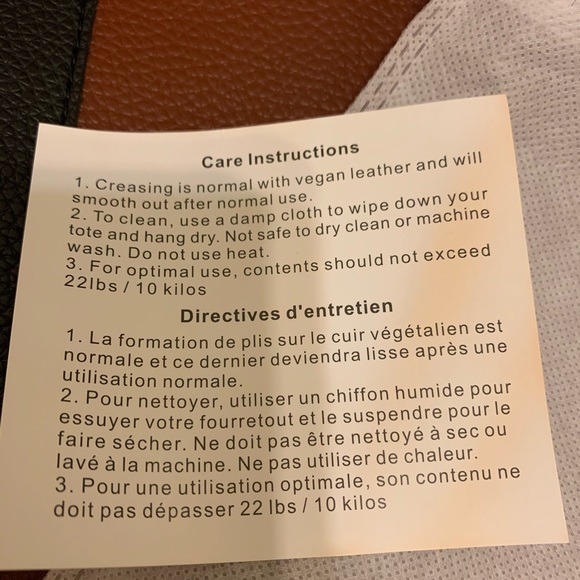 Care Instructions
1. Creasing is normal with vegan leather and will
smooth out after normal use.
2. To clean, use a damp cloth to wipe down your
tote and hang dry. Not safe to dry clean or machine
wash. Do not use heat.
3. For optimal use, contents should not exceed
22lbs / 10 kilos
Directives d'entretien
1. La formation de plis sur le cuir végétalien est
normale et ce dernier deviendra lisse après une
utilisation normale.
2. Pour nettoyer, utiliser un chiffon humide pour
essuyer votre fourretout et le suspendre pour le
faire sécher. Ne doit pas être nettoyé à sec ou
lavé à la machine. Ne pas utiliser de chaleur.
3. Pour une utilisation optimale, son contenu ne
doit pas dépasser 22 lbs / 10 kilos